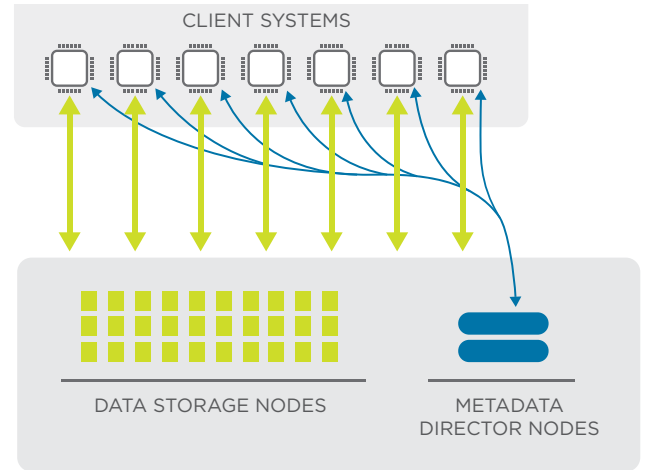 CLIENT SYSTEMS
DATA STORAGE NODES
METADATA
DIRECTOR NODES